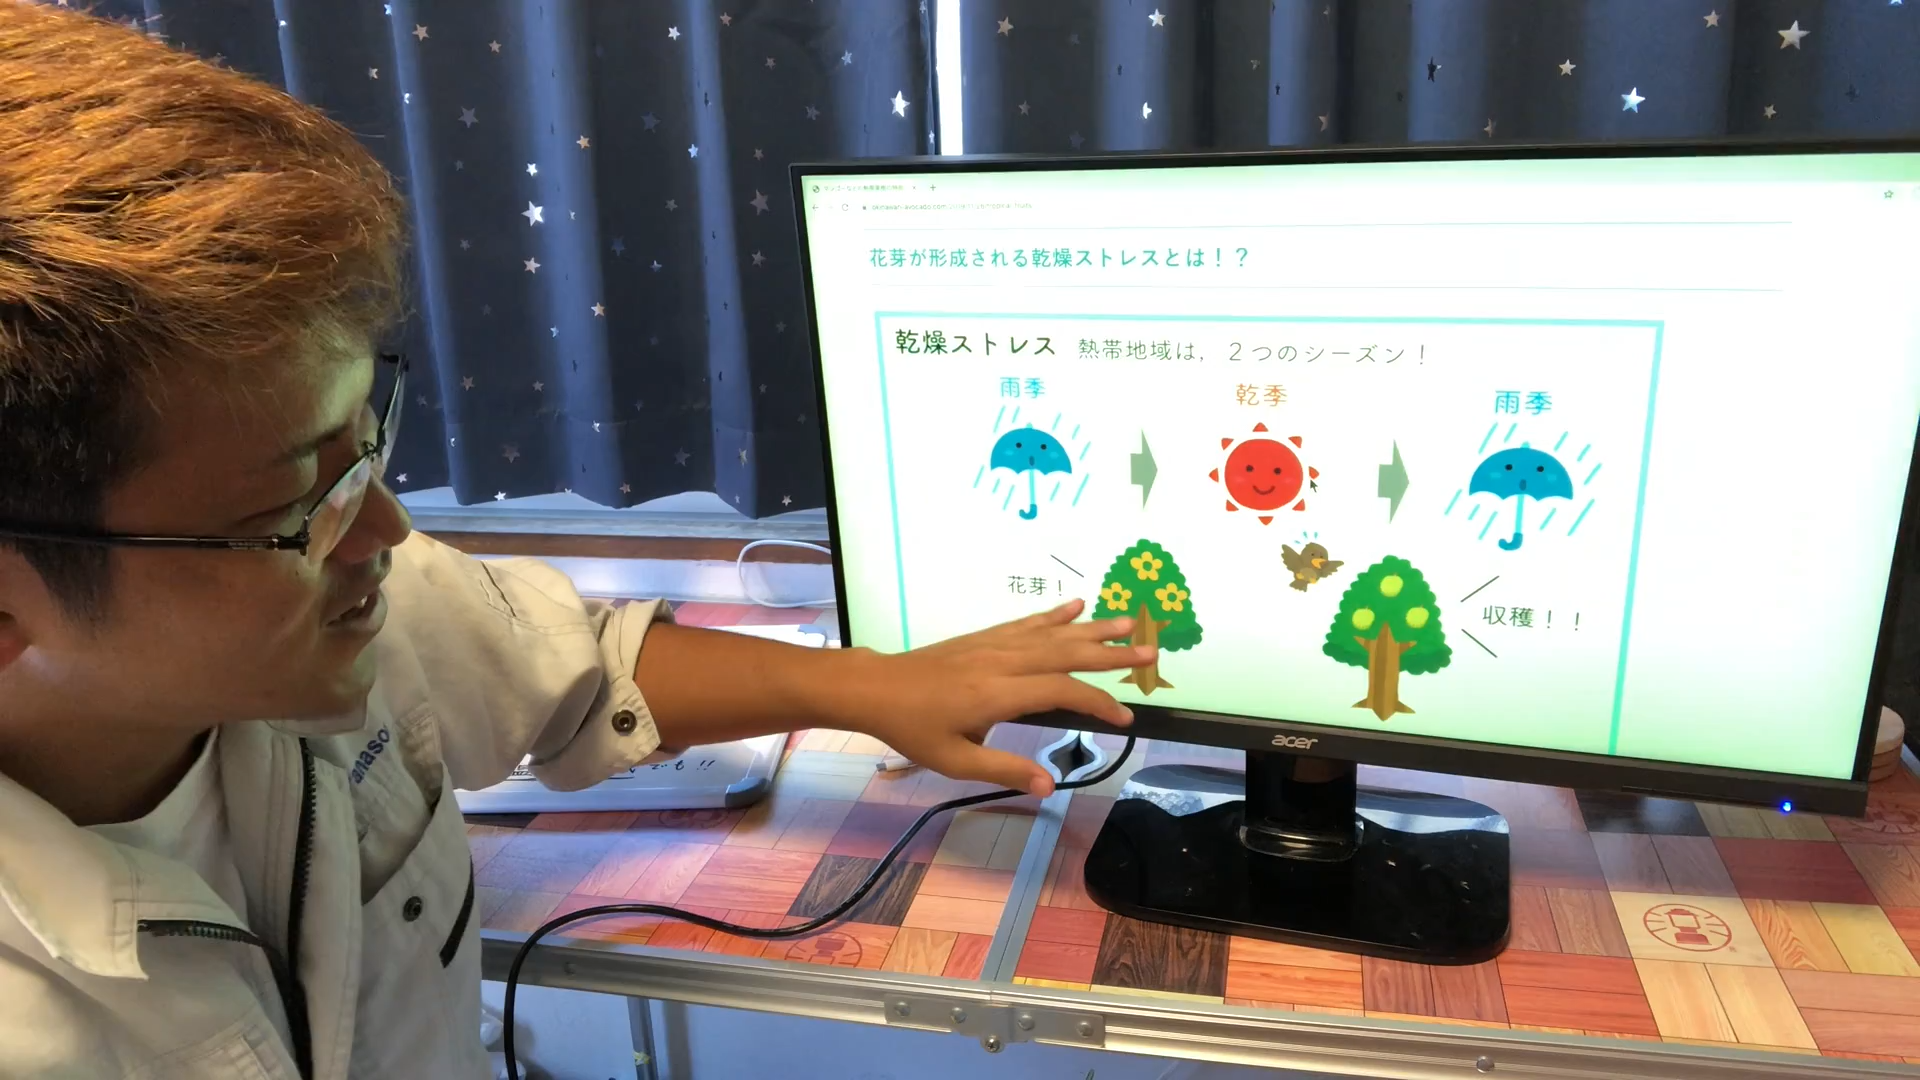 花芽が形成される乾燥ストレスとは！？
乾燥ストレス 熱帯地域は，２つのシーズン！
雨季
乾季
雨季
花芽！
収穫！！
acer
anaso